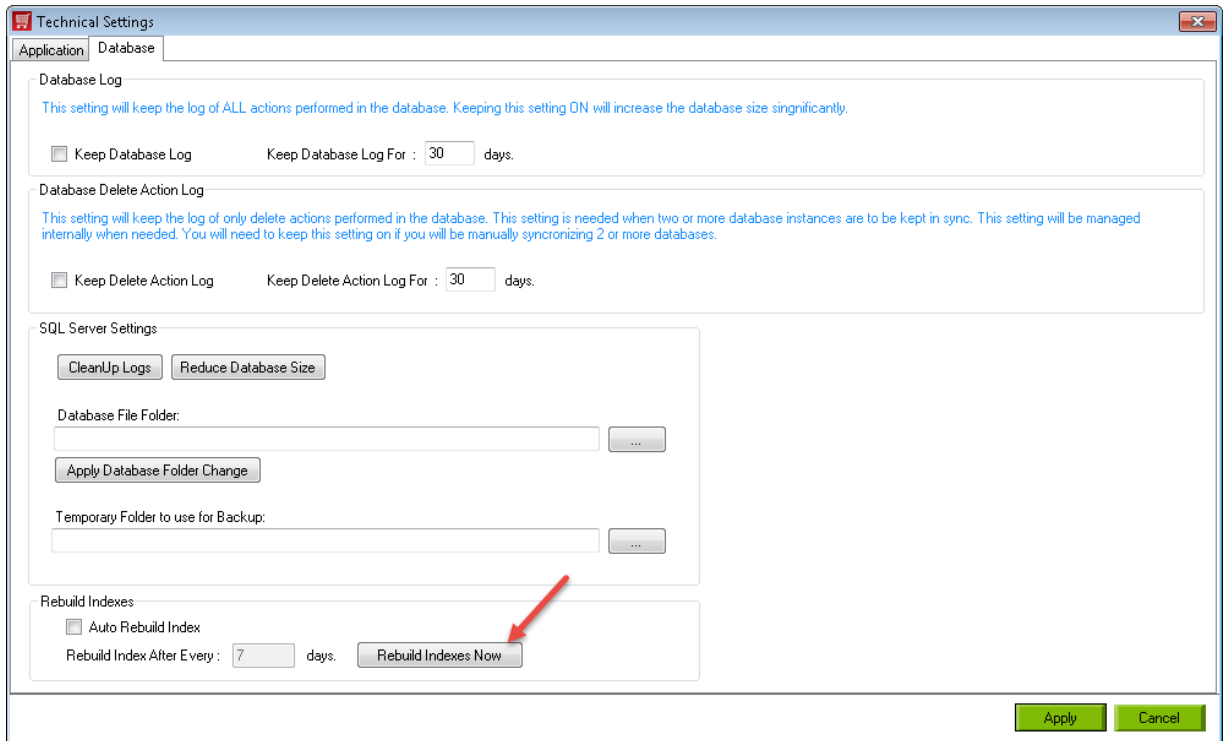 Technical Settings
Application Database
Database Log
This setting will keep the log of ALL actions performed in the database. Keeping this setting ON will increase the database size singnificantly.
Keep Database Log Keep Database Log For : 30 days.
Database Delete Action Log
This setting will keep the log of only delete actions performed in the database. This setting is needed when two or more database instances are to be kept in sync. This setting will be managed
internally when needed. You will need to keep this setting on if you will be manually syncronizing 2 or more databases.
Keep Delete Action Log Keep Delete Action Log For : 30 days.
SQL Server Settings
CleanUp Logs Reduce Database Size
Database File Folder:
...
Apply Database Folder Change
Temporary Folder to use for Backup:
...
Rebuild Indexes
Auto Rebuild Index
Rebuild Index After Every : 7 days. Rebuild Indexes Now
Apply Cancel